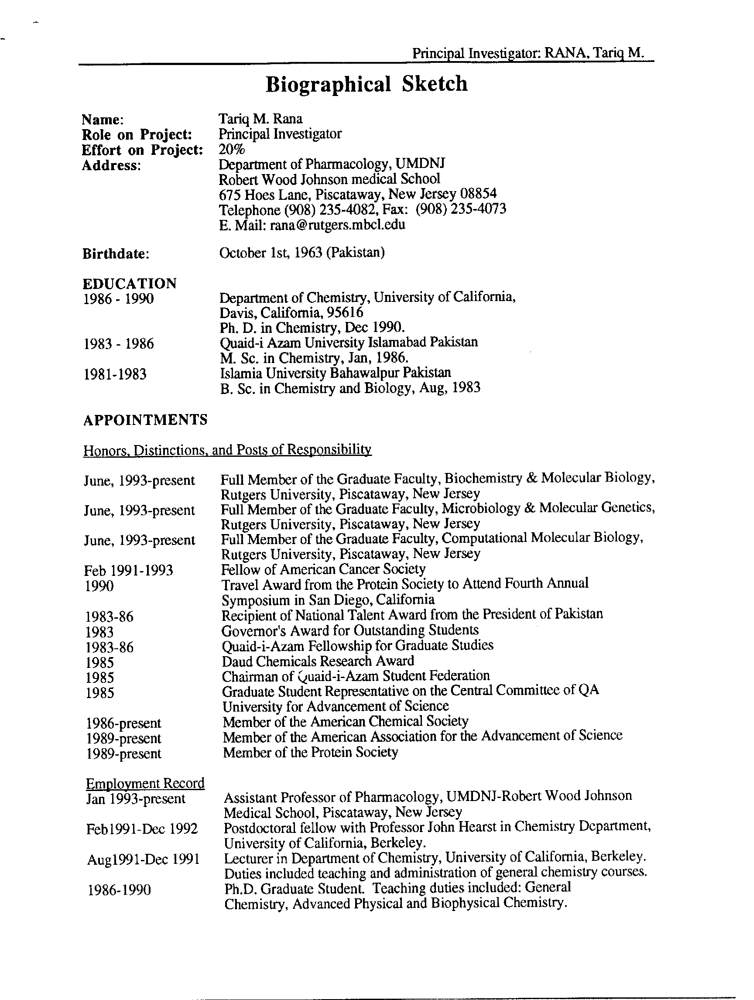 Principal Investigator: RANA, Tariq M.
Biographical Sketch
Name: Tariq M. Rana
Role on Project: Principal Investigator
Effort on Project: 20%
Address: Department of Pharmacology, UMDNJ
Robert Wood Johnson medical School
675 Hoes Lane, Piscataway, New Jersey 08854
Telephone (908) 235-4082, Fax: (908) 235-4073
E. Mail: rana@rutgers.mbcl.edu
Birthdate: October 1st, 1963 (Pakistan)
EDUCATION
1986 - 1990 Department of Chemistry, University of California,
Davis, California, 95616
Ph. D. in Chemistry, Dec 1990.
1983 - 1986 Quaid-i Azam University Islamabad Pakistan
M. Sc. in Chemistry, Jan, 1986.
1981-1983 Islamia University Bahawalpur Pakistan
B. Sc. in Chemistry and Biology, Aug, 1983
APPOINTMENTS
Honors, Distinctions, and Posts of Responsibility
June, 1993-present Full Member of the Graduate Faculty, Biochemistry & Molecular Biology,
Rutgers University, Piscataway, New Jersey
June, 1993-present Full Member of the Graduate Faculty, Microbiology & Molecular Genetics,
Rutgers University, Piscataway, New Jersey
June, 1993-present Full Member of the Graduate Faculty, Computational Molecular Biology,
Rutgers University, Piscataway, New Jersey
Feb 1991-1993 Fellow of American Cancer Society
1990 Travel Award from the Protein Society to Attend Fourth Annual
Symposium in San Diego, California
1983-86 Recipient of National Talent Award from the President of Pakistan
1983 Governor's Award for Outstanding Students
1983-86 Quaid-i-Azam Fellowship for Graduate Studies
1985 Daud Chemicals Research Award
1985 Chairman of Quaid-i-Azam Student Federation
1985 Graduate Student Representative on the Central Committee of QA
University for Advancement of Science
1986-present Member of the American Chemical Society
1989-present Member of the American Association for the Advancement of Science
1989-present Member of the Protein Society
Employment Record
Jan 1993-present Assistant Professor of Pharmacology, UMDNJ-Robert Wood Johnson
Medical School, Piscataway, New Jersey
Feb1991-Dec 1992 Postdoctoral fellow with Professor John Hearst in Chemistry Department,
University of California, Berkeley.
Aug1991-Dec 1991 Lecturer in Department of Chemistry, University of California, Berkeley.
Duties included teaching and administration of general chemistry courses.
1986-1990 Ph.D. Graduate Student. Teaching duties included: General
Chemistry, Advanced Physical and Biophysical Chemistry.